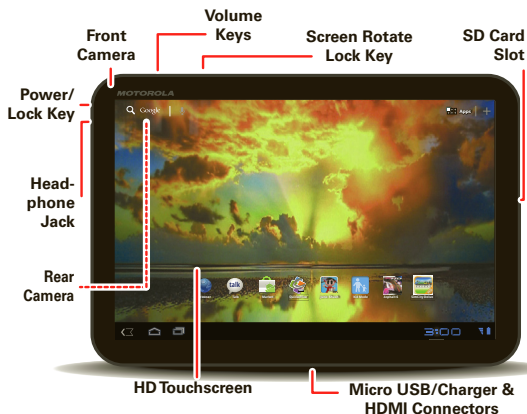 Volume
Keys
Front
Camera
Screen Rotate
Lock Key
SD Card
Slot
MOTOROLA
Power/
Lock Key
Google
Apps
Head-
phone
Jack
Rear
Camera
talk
3:00
HD Touchscreen
Micro USB/Charger &
HDMI Connectors